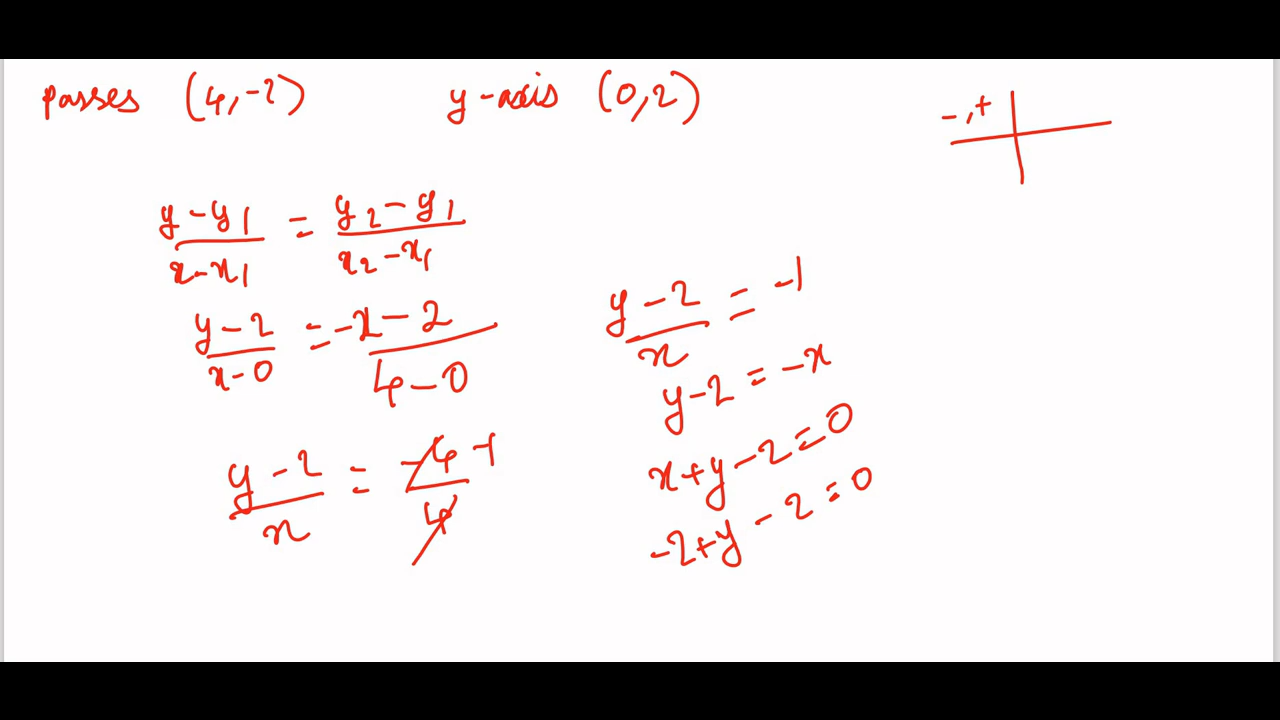 passes (4,-2) y-axis (0,2)
-,+
y-y1/x-x1 = y2-y1/x2-x1
y-2/x-0 = -x-2/4-0
y-2/x = -4/4 -1
y-2/x = -1
y-2 = -x
x+y-2=0
-2+y-2=0